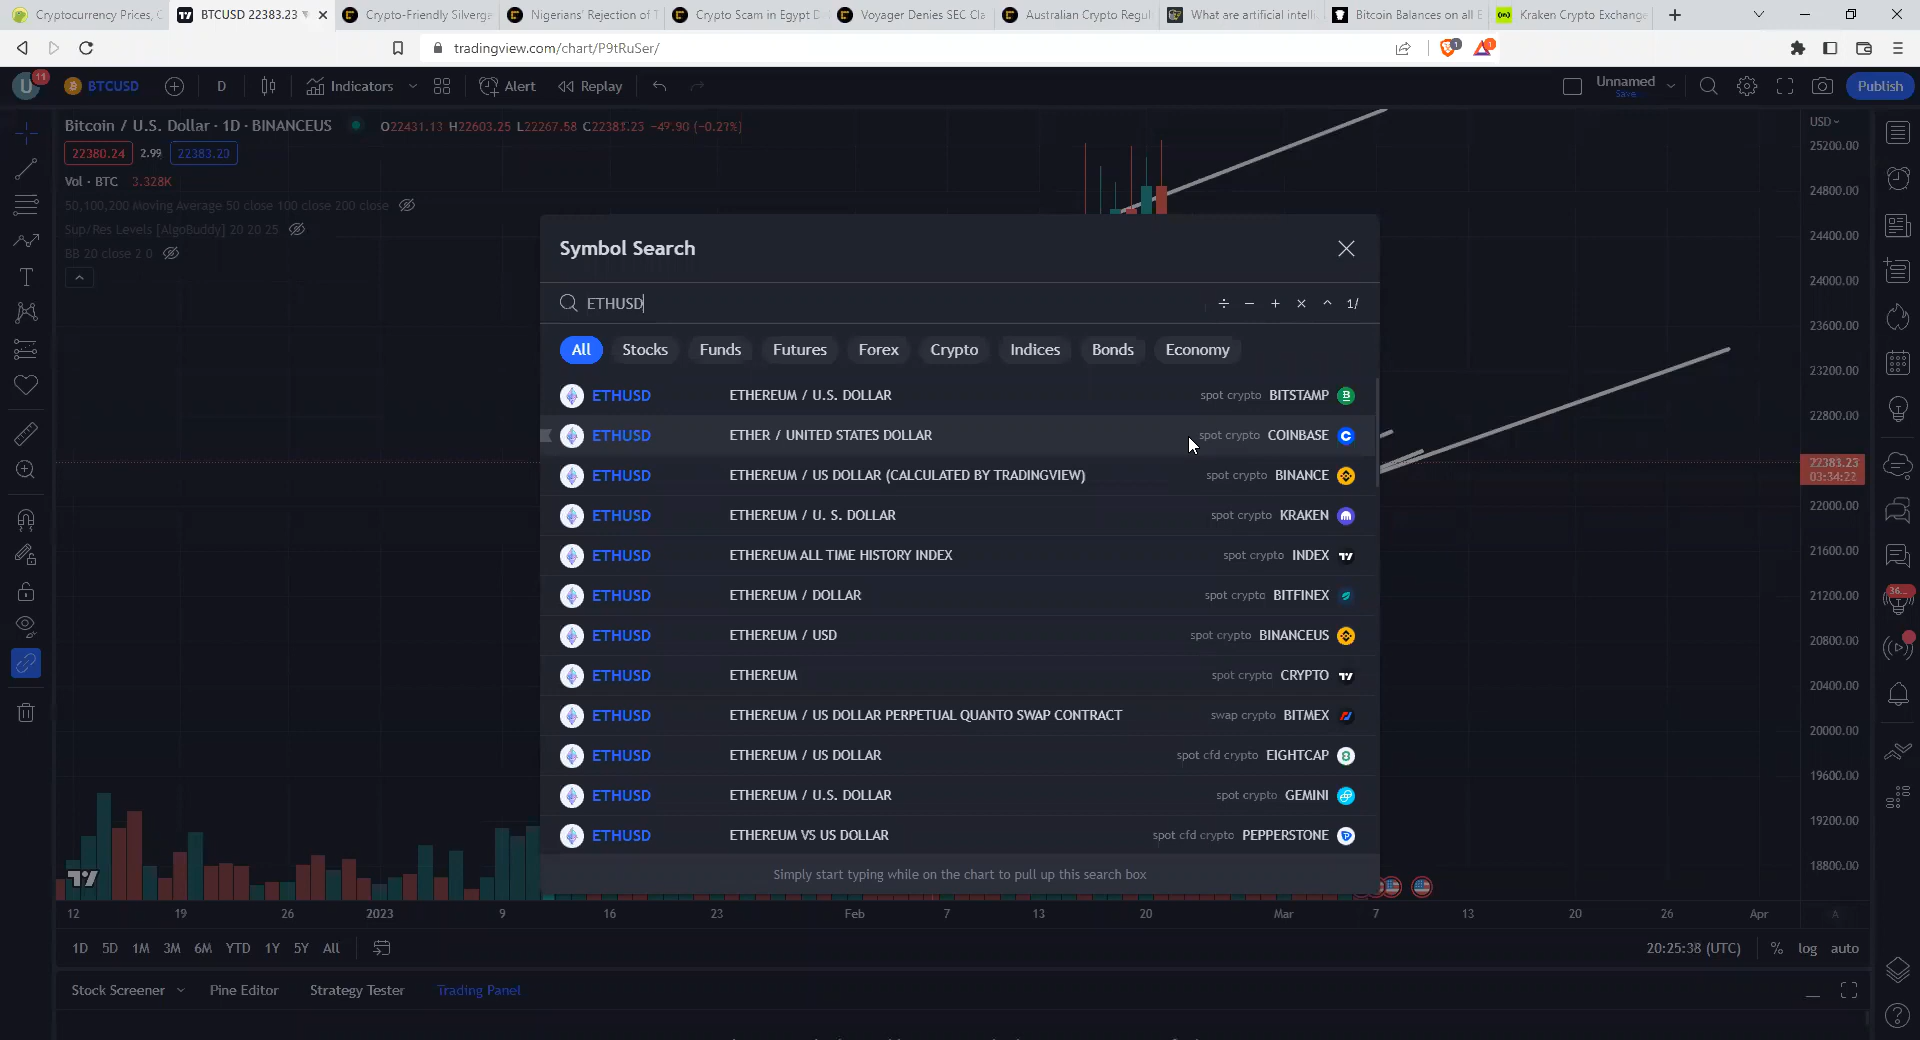 Cryptocurrency Prices, C
BTCUSD 22383.23
Crypto-Friendly Silverga
Nigerians' Rejection of T
Crypto Scam in Egypt D
Voyager Denies SEC Cla
Australian Crypto Regul
What are artificial intelli
Bitcoin Balances on all E
Kraken Crypto Exchange
tradingview.com/chart/P9tRuSer/
1
1
U
11
BTCUSD
D
Indicators
Alert
Replay
Unnamed
Save
Publish
Bitcoin / U.S. Dollar · 1D · BINANCEUS
O22431.13 H22603.25 L22267.58 C22383.23 −47.90 (−0.21%)
22380.24 2.99 22383.20
Vol · BTC 3.328K
50,100,200 Moving Average 50 close 100 close 200 close
Sup/Res Levels [AlgoBuddy] 20 20 25
BB 20 close 2 0
USD
25200.00
24800.00
24400.00
24000.00
23600.00
23200.00
22800.00
22383.23
03:34:22
22000.00
21600.00
21200.00
20800.00
20400.00
20000.00
19600.00
19200.00
18800.00
Symbol Search
ETHUSD
÷ − + × ^ 1/
All Stocks Funds Futures Forex Crypto Indices Bonds Economy
ETHUSD ETHEREUM / U.S. DOLLAR spot crypto BITSTAMP
ETHUSD ETHER / UNITED STATES DOLLAR spot crypto COINBASE
ETHUSD ETHEREUM / US DOLLAR (CALCULATED BY TRADINGVIEW) spot crypto BINANCE
ETHUSD ETHEREUM / U. S. DOLLAR spot crypto KRAKEN
ETHUSD ETHEREUM ALL TIME HISTORY INDEX spot crypto INDEX
ETHUSD ETHEREUM / DOLLAR spot crypto BITFINEX
ETHUSD ETHEREUM / USD spot crypto BINANCEUS
ETHUSD ETHEREUM spot crypto CRYPTO
ETHUSD ETHEREUM / US DOLLAR PERPETUAL QUANTO SWAP CONTRACT swap crypto BITMEX
ETHUSD ETHEREUM / US DOLLAR spot cfd crypto EIGHTCAP
ETHUSD ETHEREUM / U.S. DOLLAR spot crypto GEMINI
ETHUSD ETHEREUM VS US DOLLAR spot cfd crypto PEPPERSTONE
Simply start typing while on the chart to pull up this search box
12 19 26 2023 9 16 23 Feb 7 13 20 Mar 7 13 20 26 Apr
A
1D 5D 1M 3M 6M YTD 1Y 5Y All
20:25:38 (UTC) % log auto
Stock Screener Pine Editor Strategy Tester Trading Panel